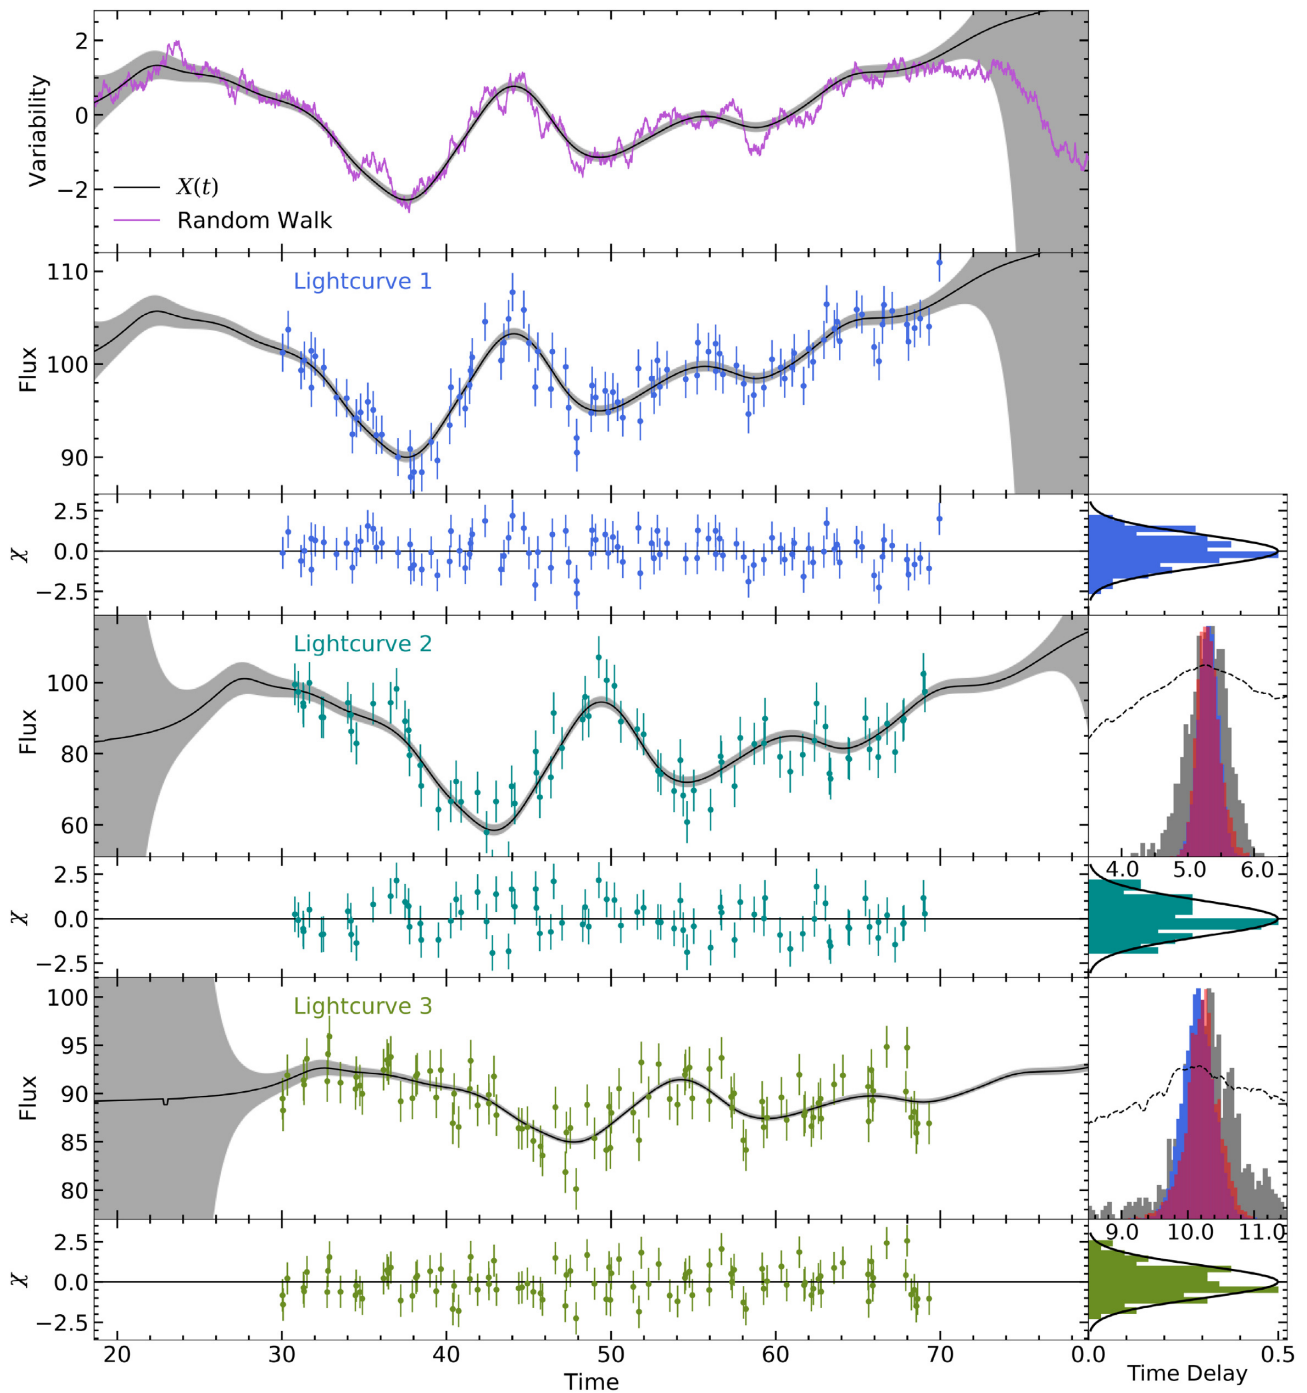 2
0
−2
Variability
X(t)
Random Walk
110
100
90
Flux
Lightcurve 1
2.5
0.0
−2.5
χ
100
80
60
Flux
Lightcurve 2
4.0 5.0 6.0
2.5
0.0
−2.5
χ
100
95
90
85
80
Flux
Lightcurve 3
9.0 10.0 11.0
2.5
0.0
−2.5
χ
20 30 40 50 60 70 0.0 0.5
Time
Time Delay